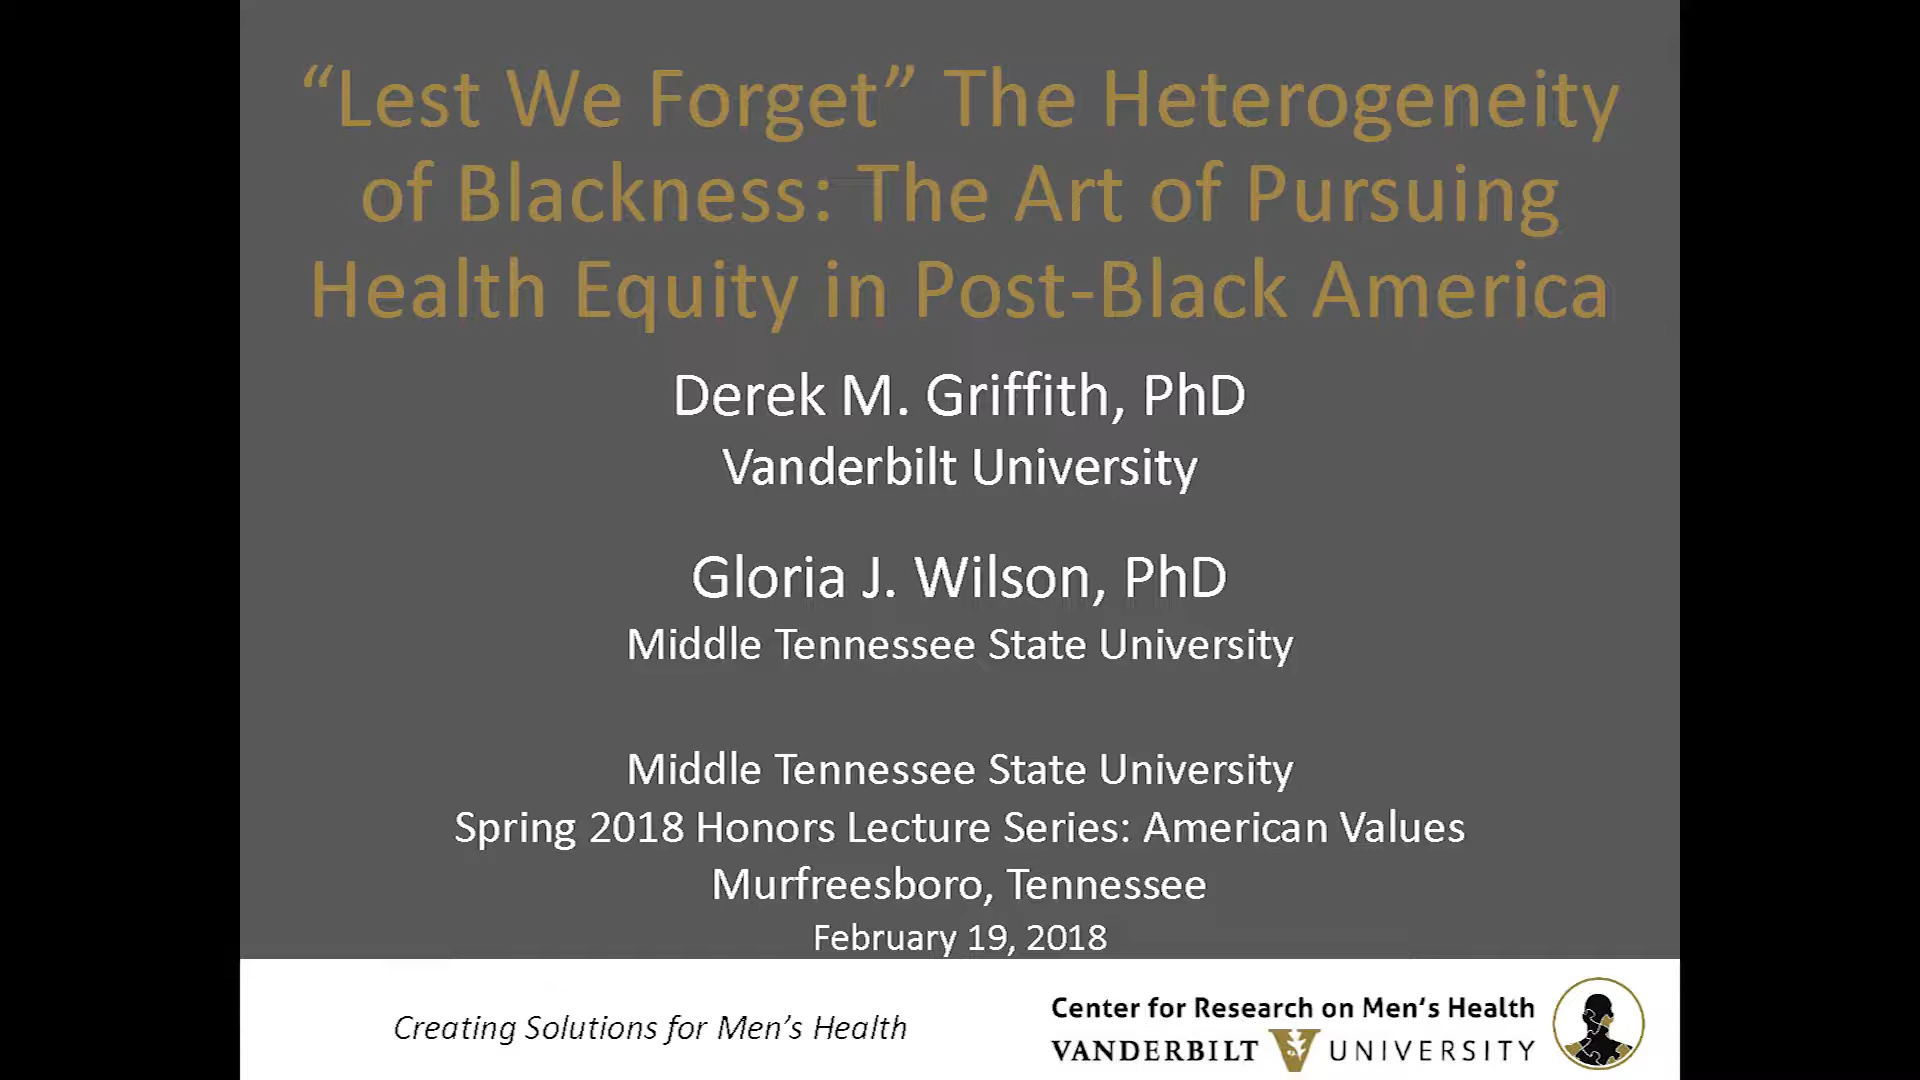 “Lest We Forget” The Heterogeneity
of Blackness: The Art of Pursuing
Health Equity in Post-Black America
Derek M. Griffith, PhD
Vanderbilt University
Gloria J. Wilson, PhD
Middle Tennessee State University
Middle Tennessee State University
Spring 2018 Honors Lecture Series: American Values
Murfreesboro, Tennessee
February 19, 2018
Creating Solutions for Men’s Health
Center for Research on Men‘s Health
VANDERBILT V UNIVERSITY